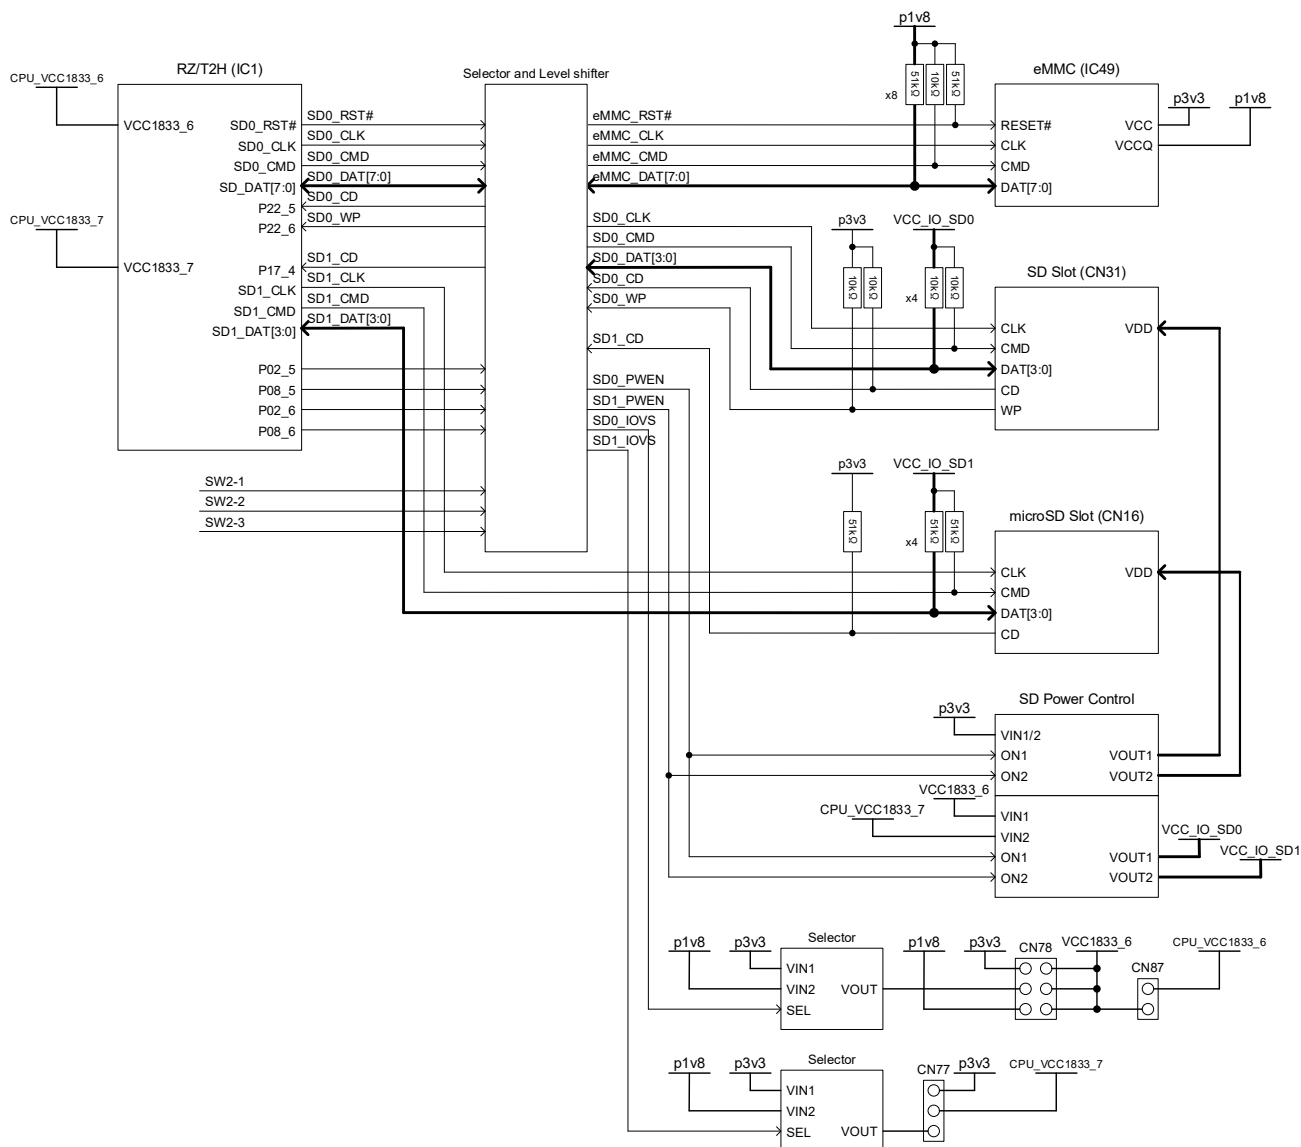 p1v8
RZ/T2H (IC1)
Selector and Level shifter
eMMC (IC49)
CPU_VCC1833_6
VCC1833_6
CPU_VCC1833_7
VCC1833_7
SD0_RST#
SD0_CLK
SD0_CMD
SD_DAT[7:0]
P22_5
P22_6
P17_4
SD1_CLK
SD1_CMD
SD1_DAT[3:0]
P02_5
P08_5
P02_6
P08_6
SD0_RST#
SD0_CLK
SD0_CMD
SD0_DAT[7:0]
SD0_CD
SD0_WP
SD1_CD
SD1_CLK
SD1_CMD
SD1_DAT[3:0]
SW2-1
SW2-2
SW2-3
eMMC_RST#
eMMC_CLK
eMMC_CMD
eMMC_DAT[7:0]
SD0_CLK
SD0_CMD
SD0_DAT[3:0]
SD0_CD
SD0_WP
SD1_CD
SD0_PWEN
SD1_PWEN
SD0_IOVS
SD1_IOVS
x8
51kΩ
10kΩ
51kΩ
RESET#
CLK
CMD
DAT[7:0]
VCC
VCCQ
p3v3
p1v8
p3v3
VCC_IO_SD0
10kΩ
10kΩ
x4
10kΩ
10kΩ
SD Slot (CN31)
CLK
CMD
DAT[3:0]
CD
WP
VDD
p3v3
VCC_IO_SD1
51kΩ
x4
51kΩ
51kΩ
microSD Slot (CN16)
CLK
CMD
DAT[3:0]
CD
VDD
SD Power Control
p3v3
VIN1/2
ON1
ON2
VOUT1
VOUT2
VCC1833_6
CPU_VCC1833_7
VIN1
VIN2
ON1
ON2
VOUT1
VOUT2
VCC_IO_SD0
VCC_IO_SD1
p1v8
p3v3
Selector
VIN1
VIN2
SEL
VOUT
p1v8
p3v3
CN78
VCC1833_6
CN87
CPU_VCC1833_6
p1v8
p3v3
Selector
VIN1
VIN2
SEL
VOUT
CN77
p3v3
CPU_VCC1833_7